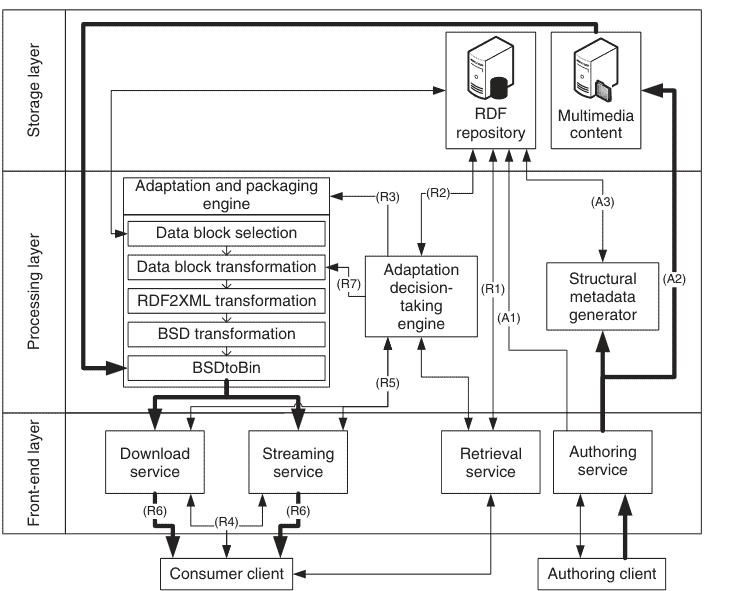 Storage layer
RDF
repository
Multimedia
content
Processing layer
Adaptation and packaging
engine
Data block selection
Data block transformation
RDF2XML transformation
BSD transformation
BSDtoBin
(R3)
(R2)
(R7)
Adaptation
decision-
taking
engine
(R1)
(A1)
(A3)
(A2)
Structural
metadata
generator
(R5)
Front-end layer
Download
service
Streaming
service
Retrieval
service
Authoring
service
(R6)
(R4)
(R6)
Consumer client
Authoring client